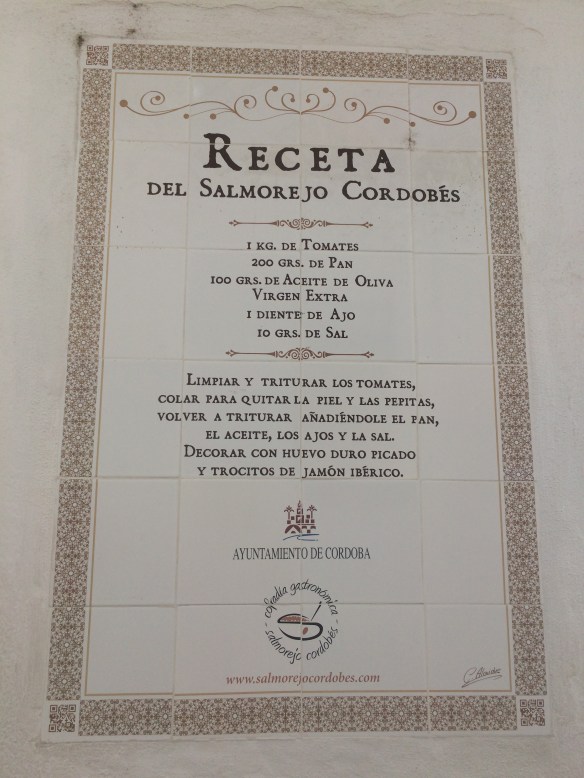 RECETA
DEL SALMOREJO CORDOBÉS
1 KG. DE TOMATES
200 GRS. DE PAN
100 GRS. DE ACEITE DE OLIVA
VIRGEN EXTRA
1 DIENTE DE AJO
10 GRS. DE SAL
LIMPIAR Y TRITURAR LOS TOMATES,
COLAR PARA QUITAR LA PIEL Y LAS PEPITAS,
VOLVER A TRITURAR AÑADIÉNDOLE EL PAN,
EL ACEITE, LOS AJOS Y LA SAL.
DECORAR CON HUEVO DURO PICADO
Y TROCITOS DE JAMÓN IBÉRICO.
AYUNTAMIENTO DE CORDOBA
cofradía gastronómica
salmorejo cordobés
www.salmorejocordobes.com